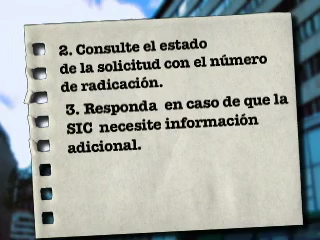 2. Consulte el estado
de la solicitud con el número
de radicación.
3. Responda en caso de que la
SIC necesite información
adicional.